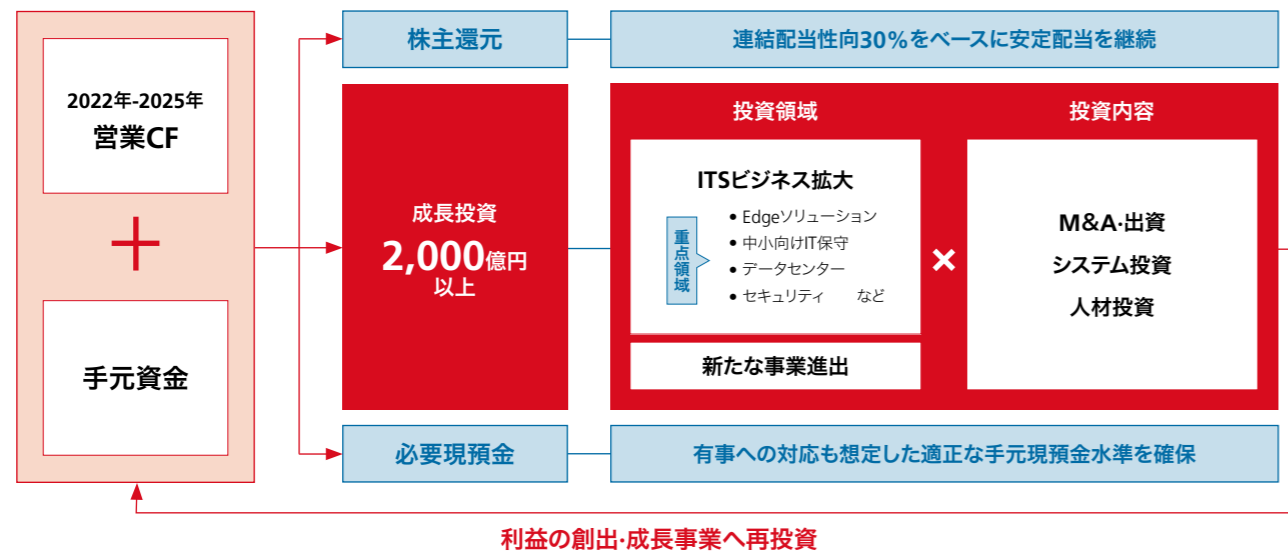 2022年-2025年
営業CF
＋
手元資金
株主還元
連結配当性向30%をベースに安定配当を継続
成長投資
2,000億円
以上
投資領域
ITSビジネス拡大
重点領域
• Edgeソリューション
• 中小向けIT保守
• データセンター
• セキュリティ　など
新たな事業進出
×
投資内容
M&A・出資
システム投資
人材投資
必要現預金
有事への対応も想定した適正な手元現預金水準を確保
利益の創出・成長事業へ再投資